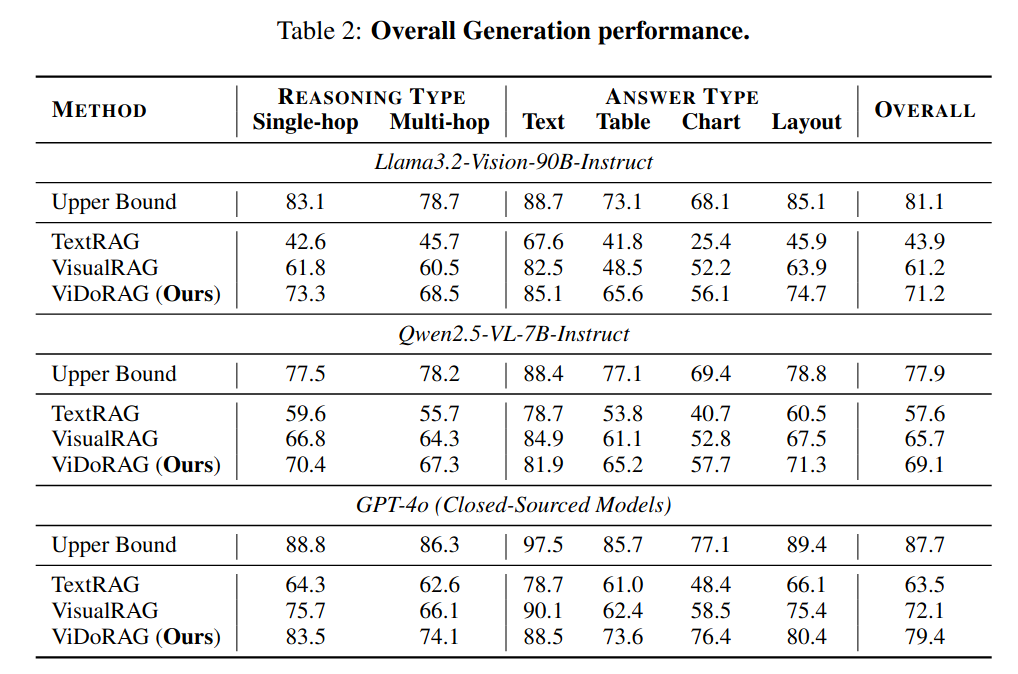 Table 2: Overall Generation performance.
METHOD REASONING TYPE ANSWER TYPE OVERALL
Single-hop Multi-hop Text Table Chart Layout
Llama3.2-Vision-90B-Instruct
Upper Bound 83.1 78.7 88.7 73.1 68.1 85.1 81.1
TextRAG 42.6 45.7 67.6 41.8 25.4 45.9 43.9
VisualRAG 61.8 60.5 82.5 48.5 52.2 63.9 61.2
ViDoRAG (Ours) 73.3 68.5 85.1 65.6 56.1 74.7 71.2
Qwen2.5-VL-7B-Instruct
Upper Bound 77.5 78.2 88.4 77.1 69.4 78.8 77.9
TextRAG 59.6 55.7 78.7 53.8 40.7 60.5 57.6
VisualRAG 66.8 64.3 84.9 61.1 52.8 67.5 65.7
ViDoRAG (Ours) 70.4 67.3 81.9 65.2 57.7 71.3 69.1
GPT-4o (Closed-Sourced Models)
Upper Bound 88.8 86.3 97.5 85.7 77.1 89.4 87.7
TextRAG 64.3 62.6 78.7 61.0 48.4 66.1 63.5
VisualRAG 75.7 66.1 90.1 62.4 58.5 75.4 72.1
ViDoRAG (Ours) 83.5 74.1 88.5 73.6 76.4 80.4 79.4